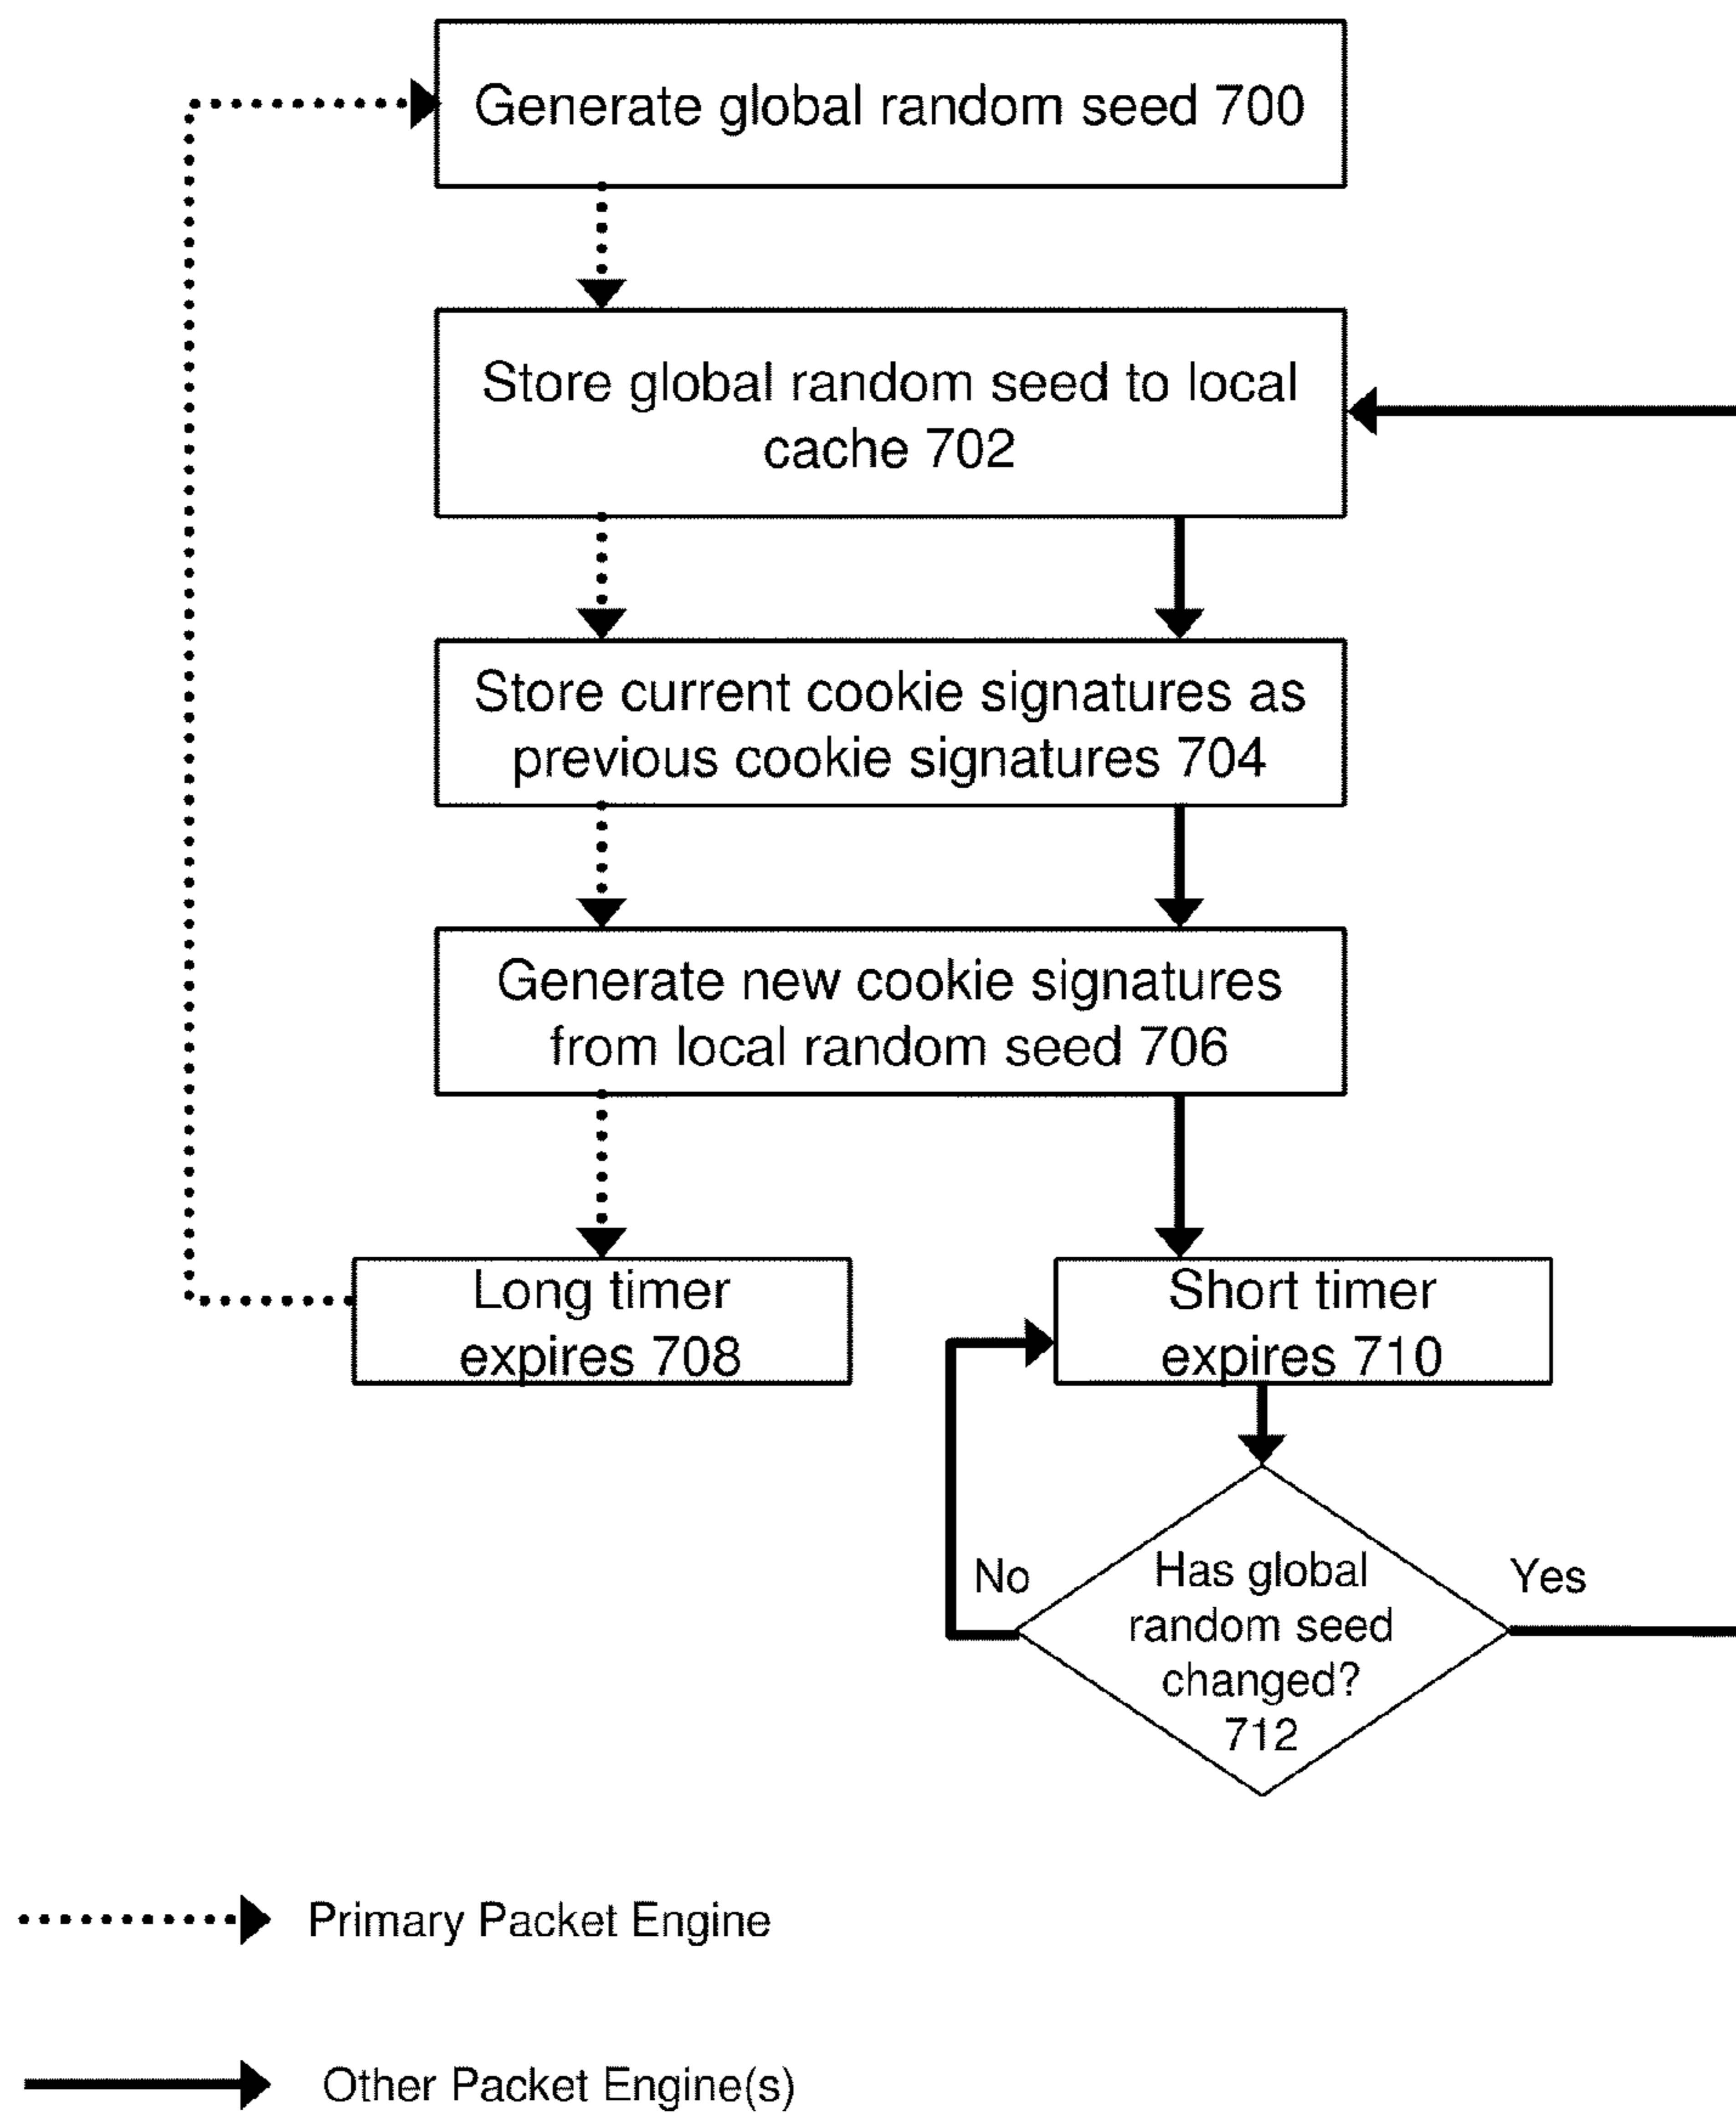 Generate global random seed 700
Store global random seed to local
cache 702
Store current cookie signatures as
previous cookie signatures 704
Generate new cookie signatures
from local random seed 706
Long timer
expires 708
Short timer
expires 710
No
Has global
random seed
changed?
712
Yes
Primary Packet Engine
Other Packet Engine(s)